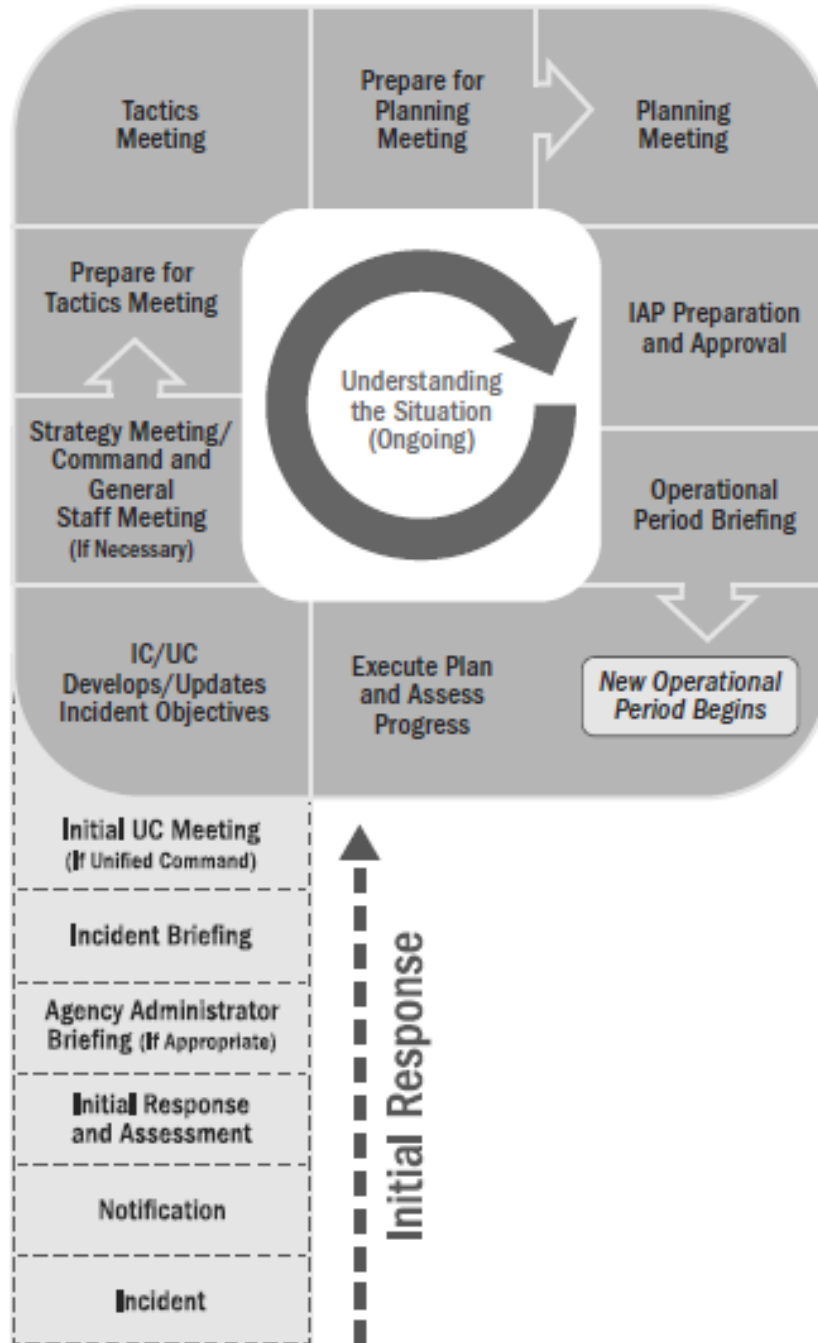 Tactics
Meeting
Prepare for
Planning
Meeting
Planning
Meeting
Prepare for
Tactics Meeting
Understanding
the Situation
(Ongoing)
IAP Preparation
and Approval
Strategy Meeting/
Command and
General
Staff Meeting
(If Necessary)
Operational
Period Briefing
IC/UC
Develops/Updates
Incident Objectives
Execute Plan
and Assess
Progress
New Operational
Period Begins
Initial UC Meeting
(If Unified Command)
Incident Briefing
Agency Administrator
Briefing (If Appropriate)
Initial Response
and Assessment
Notification
Incident
Initial Response